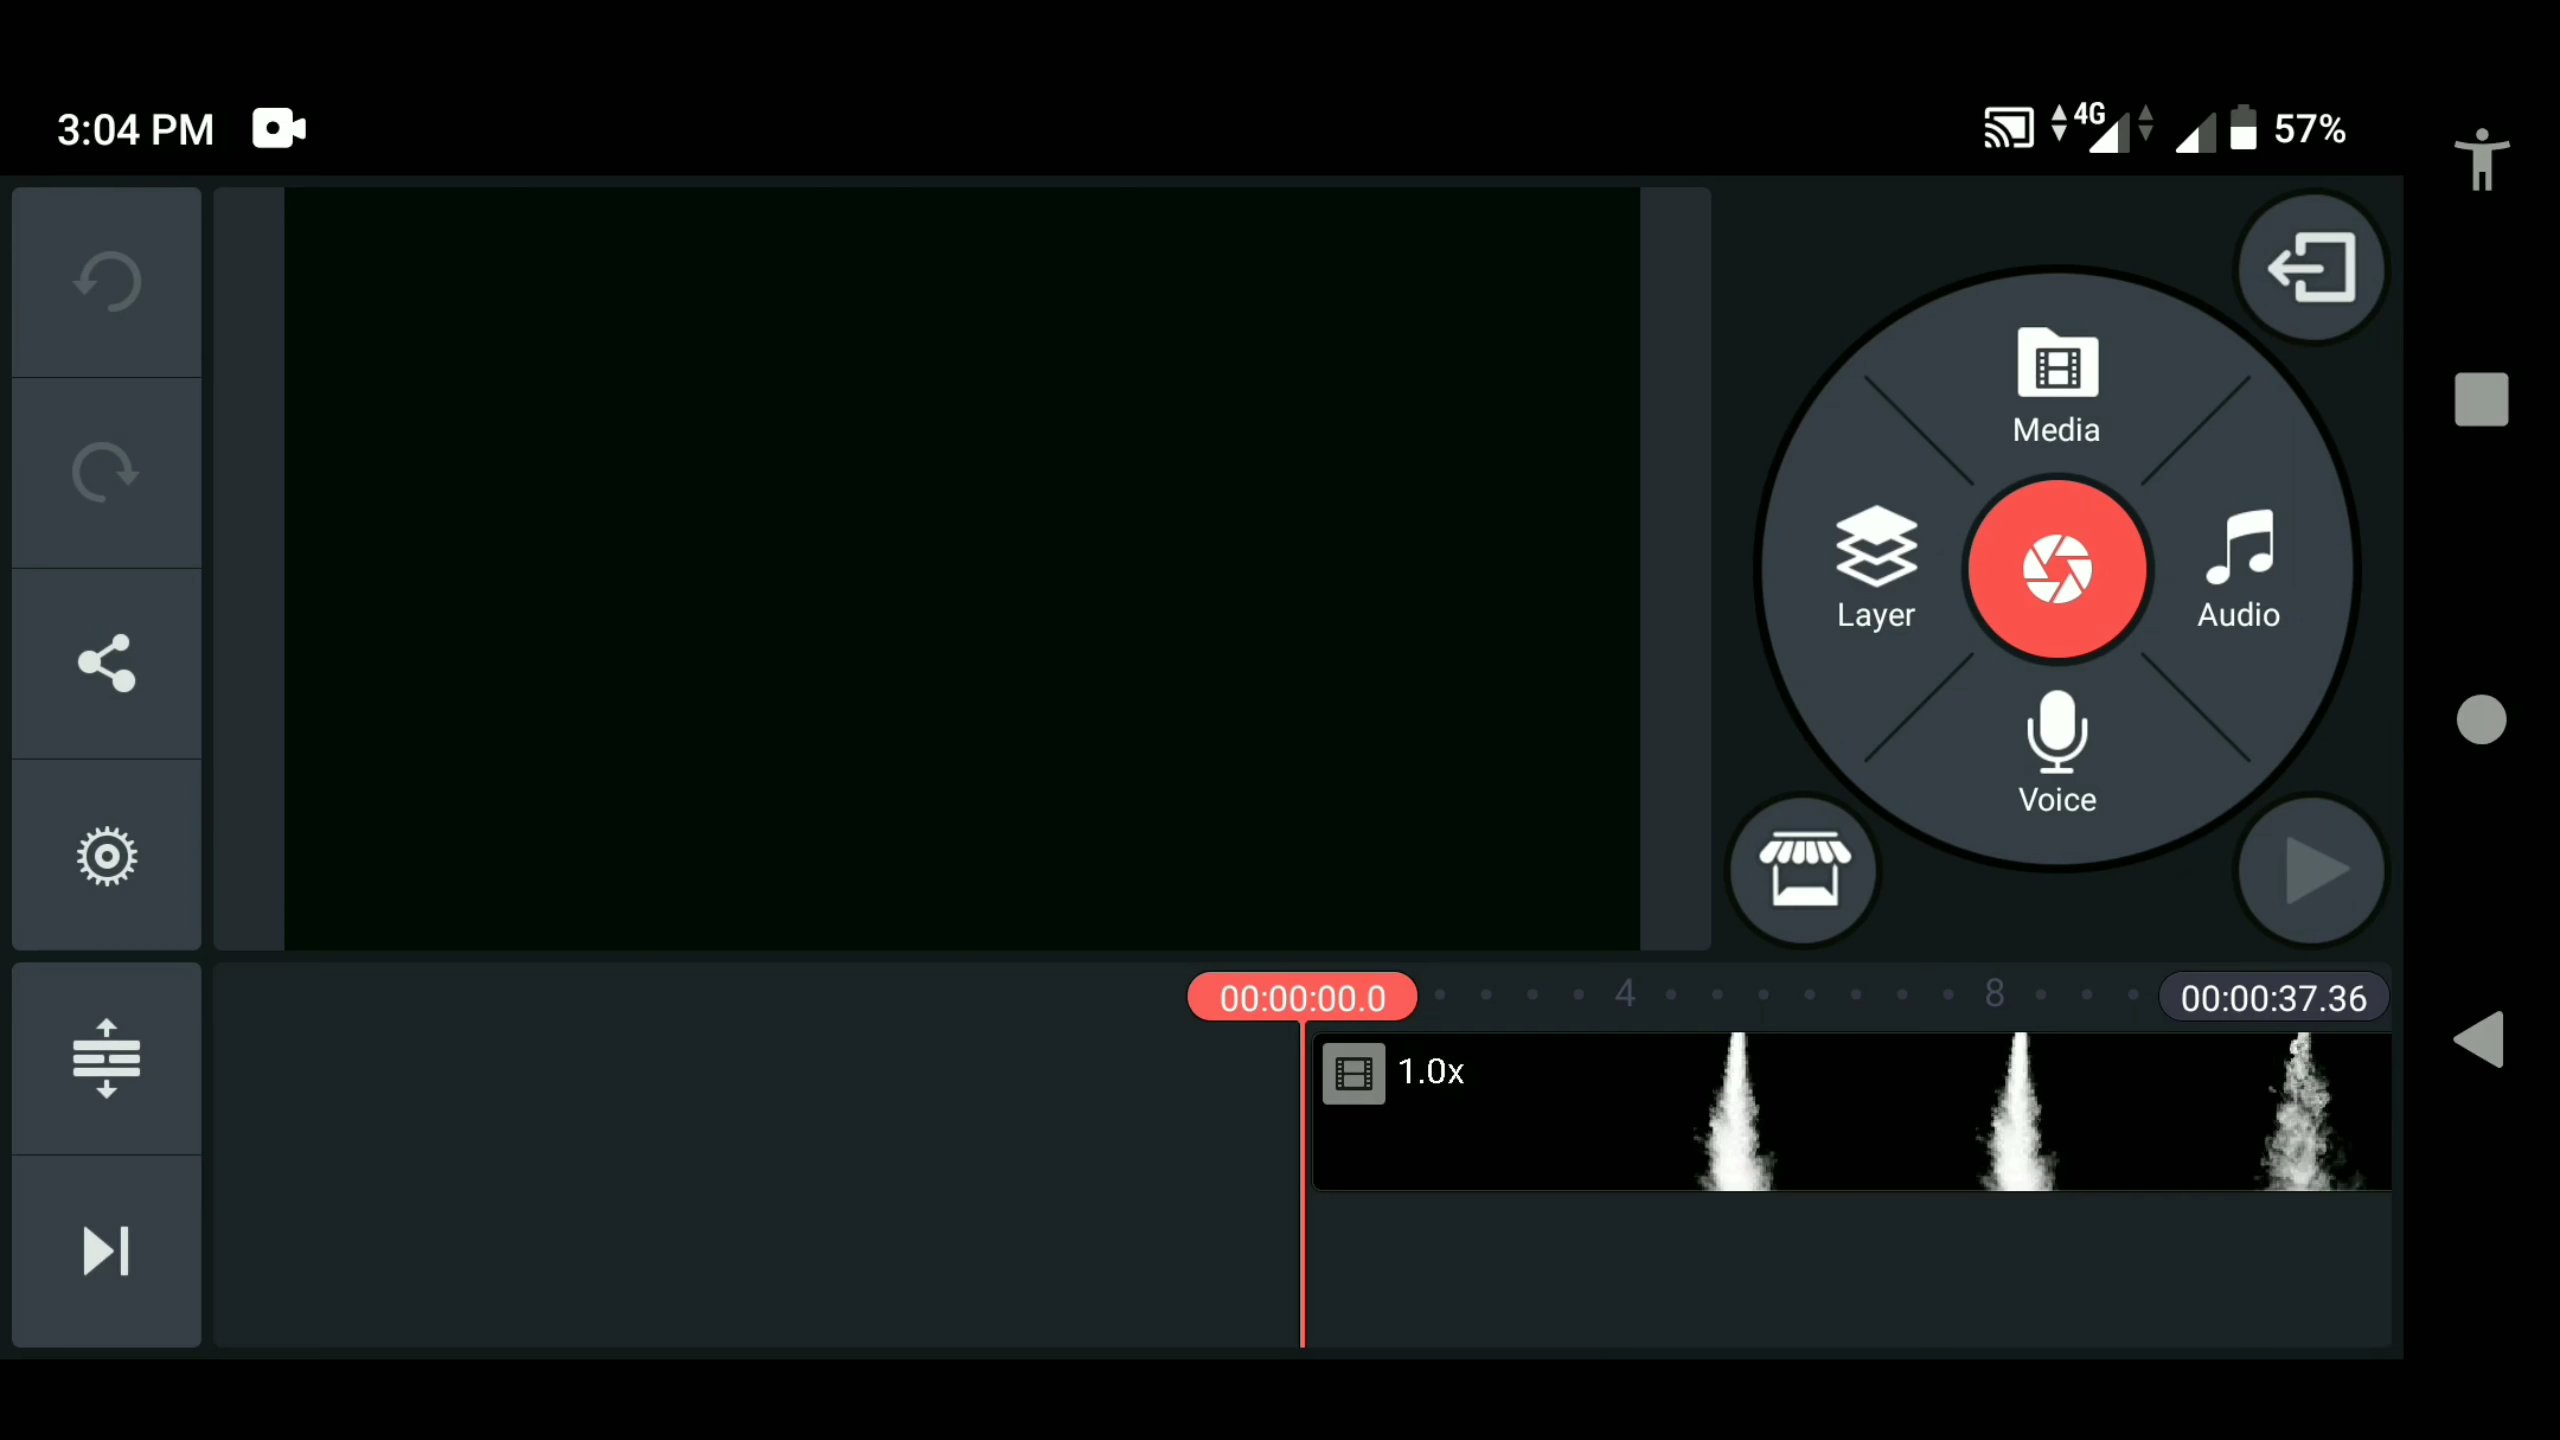 3:04 PM
4G
57%
Media
Layer
Audio
Voice
00:00:00.0
4
8
00:00:37.36
1.0x